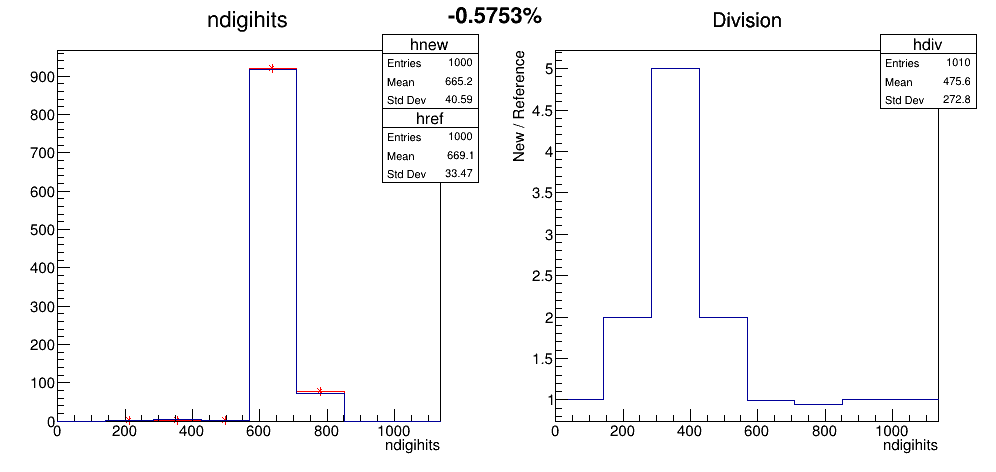 -0.5753%
ndigihits
hnew
Entries 1000
Mean 665.2
Std Dev 40.59
href
Entries 1000
Mean 669.1
Std Dev 33.47
900
800
700
600
500
400
300
200
100
0
0 200 400 600 800 1000
ndigihits
Division
hdiv
Entries 1010
Mean 475.6
Std Dev 272.8
New / Reference
5
4.5
4
3.5
3
2.5
2
1.5
1
0 200 400 600 800 1000
ndigihits